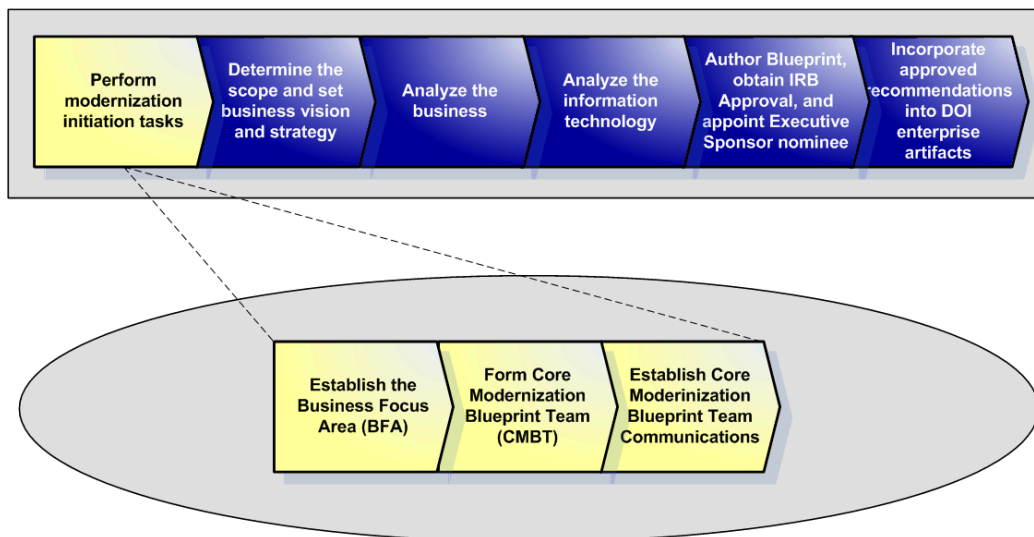 Perform
modernization
initiation tasks
Determine the
scope and set
business vision
and strategy
Analyze the
business
Analyze the
information
technology
Author Blueprint,
obtain IRB
Approval, and
appoint Executive
Sponsor nominee
Incorporate
approved
recommendations
into DOI
enterprise
artifacts
Establish the
Business Focus
Area (BFA)
Form Core
Modernization
Blueprint Team
(CMBT)
Establish Core
Moderinization
Blueprint Team
Communications